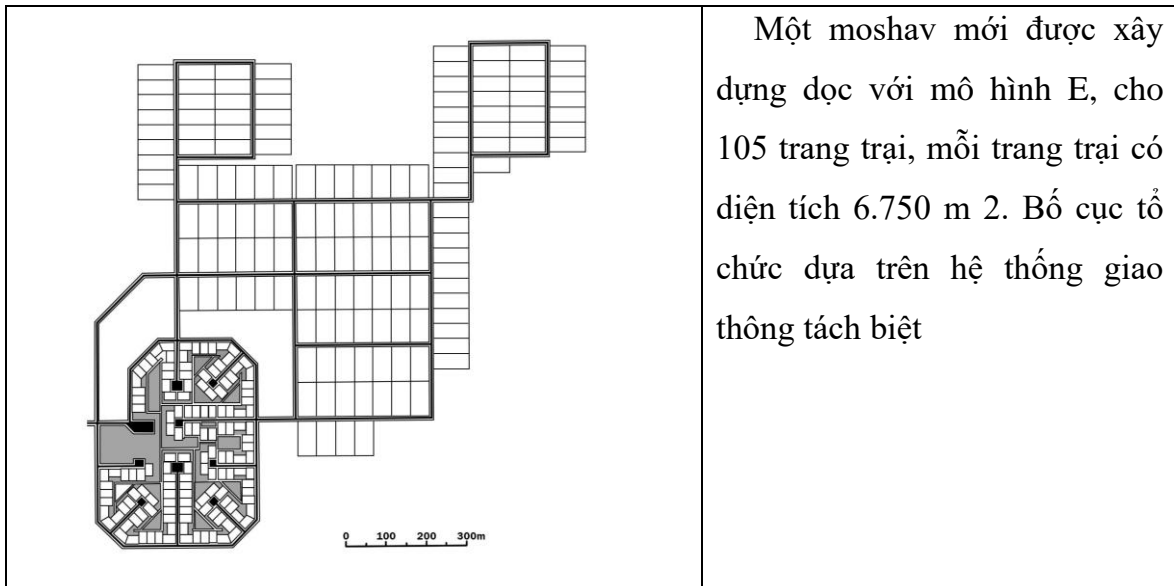 Một moshav mới được xây
dựng dọc với mô hình E, cho
105 trang trại, mỗi trang trại có
diện tích 6.750 m 2. Bố cục tổ
chức dựa trên hệ thống giao
thông tách biệt
0 100 200 300m